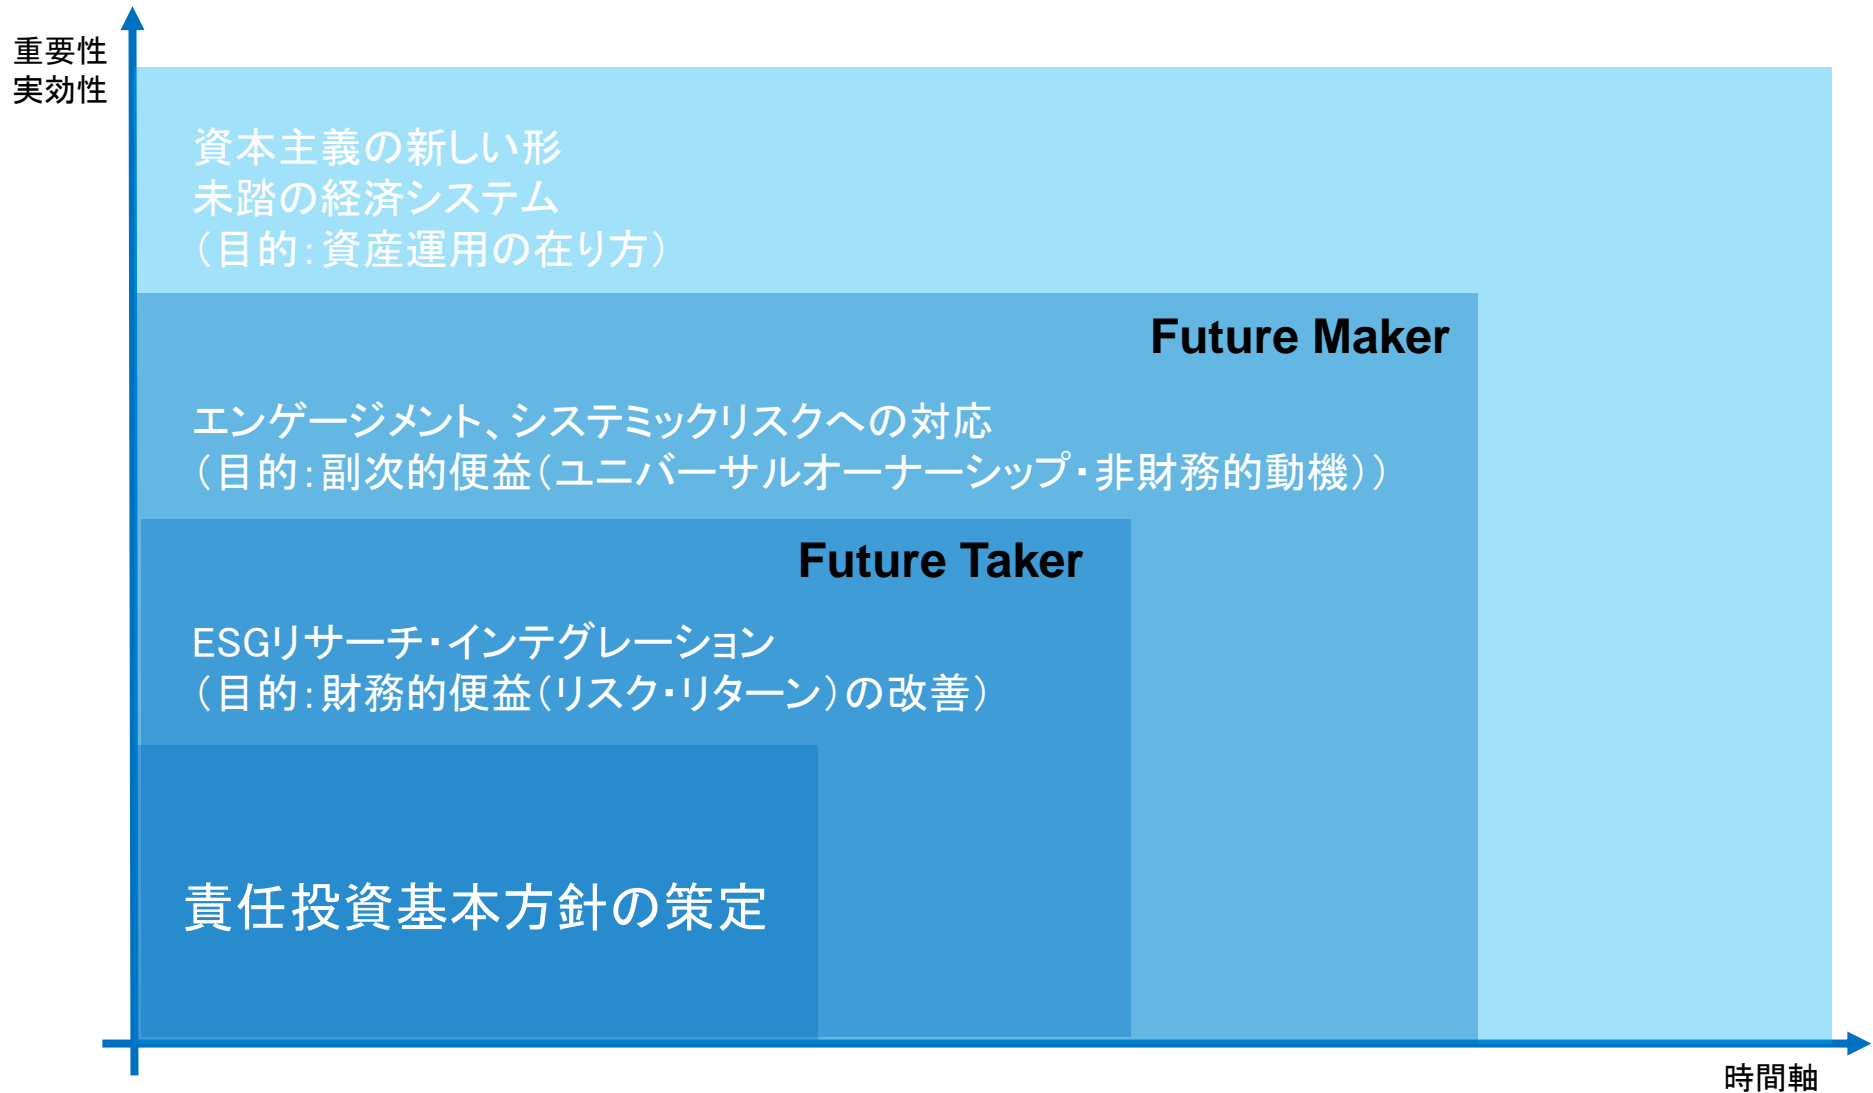 重要性
実効性
資本主義の新しい形
未踏の経済システム
（目的：資産運用の在り方）
Future Maker
エンゲージメント、システミックリスクへの対応
（目的：副次的便益（ユニバーサルオーナーシップ・非財務的動機））
Future Taker
ESGリサーチ・インテグレーション
（目的：財務的便益（リスク・リターン）の改善）
責任投資基本方針の策定
時間軸